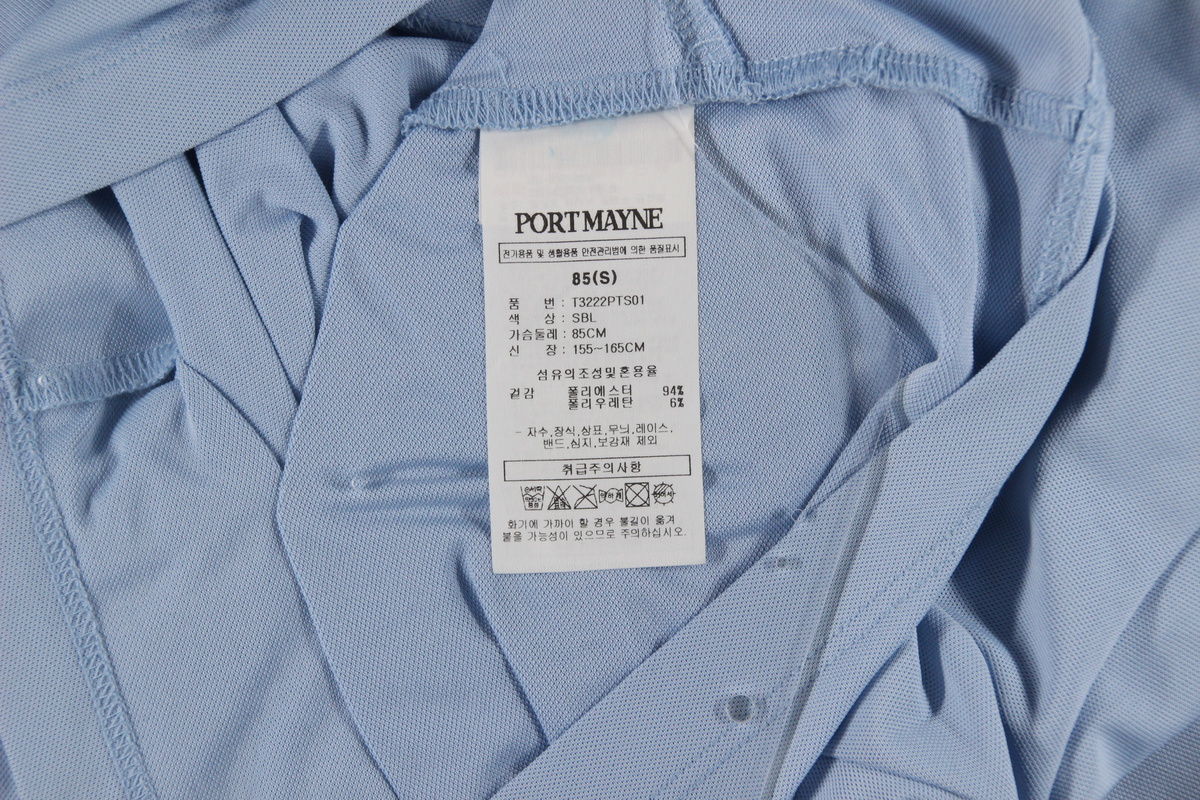 PORT MAYNE
전기용품 및 생활용품 안전관리법에 의한 품질표시
85(S)
품 번 : T3222PTS01
색 상 : SBL
가슴둘레 : 85CM
신 장 : 155~165CM
섬유의조성및혼용율
겉감 폴리에스터 94%
폴리우레탄 6%
- 자수,장식,상표,무늬,레이스,
밴드,심지,보강재 제외
취급주의사항
화기에 가까이 할 경우 불길이 옮겨
붙을 가능성이 있으므로 주의하십시오.